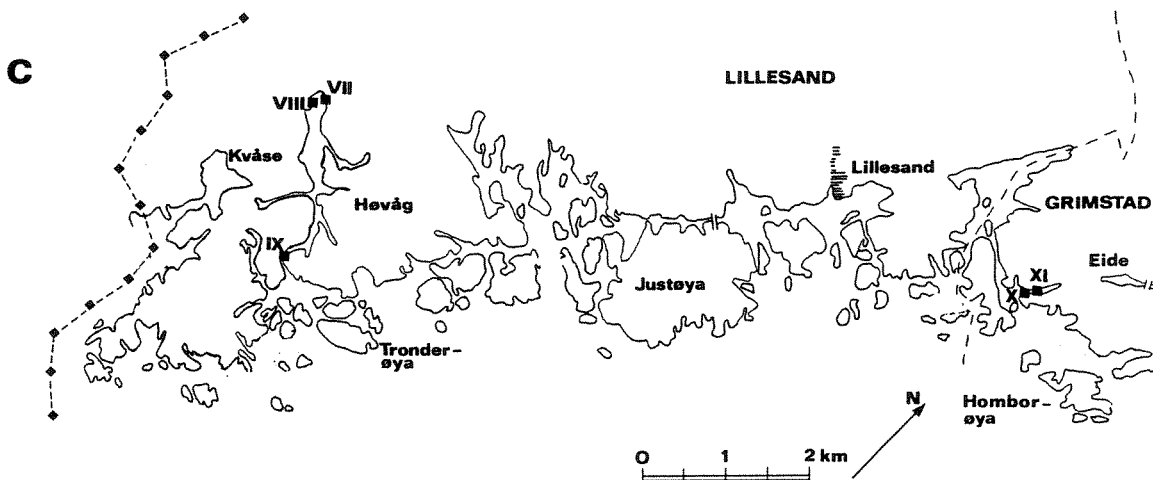 C
LILLESAND
VIII
VII
Kvåse
Lillesand
Høvåg
GRIMSTAD
IX
Eide
XI
X
Justøya
Tronder-
øya
N
Hombor-
øya
0 1 2 km